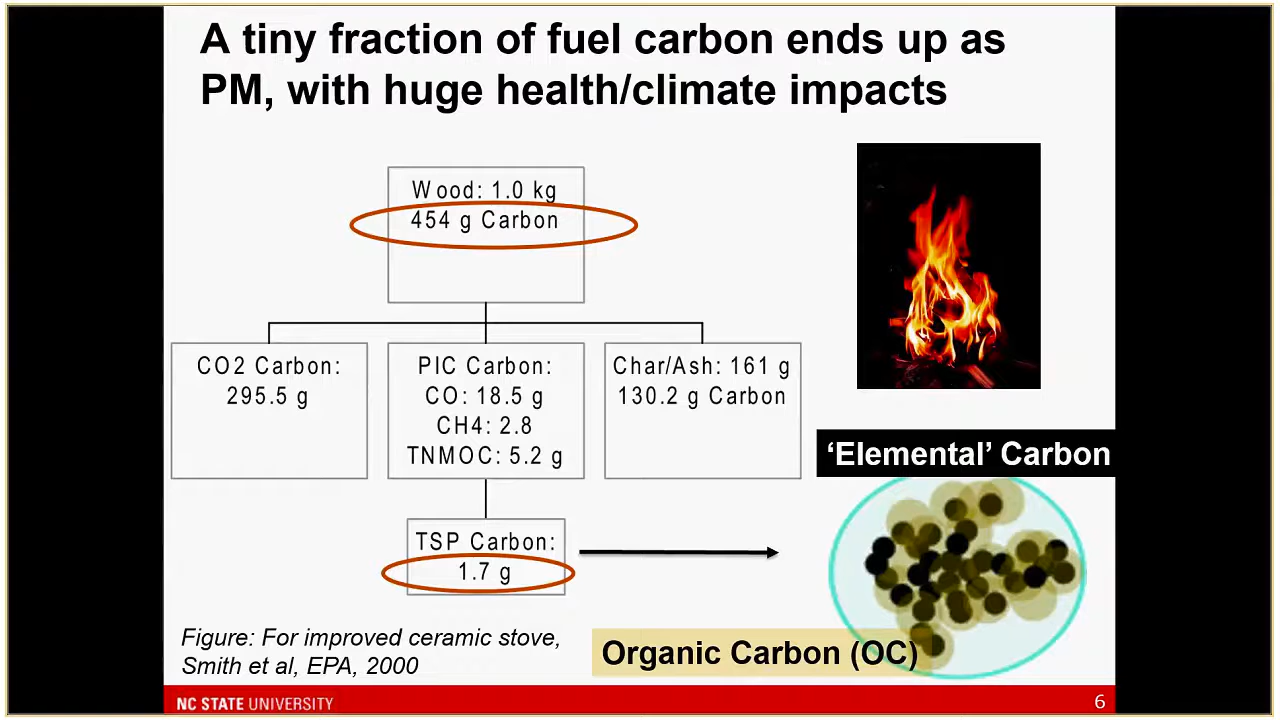 A tiny fraction of fuel carbon ends up as
PM, with huge health/climate impacts
Wood: 1.0 kg
454 g Carbon
CO2 Carbon:
295.5 g
PIC Carbon:
CO: 18.5 g
CH4: 2.8
TNMOC: 5.2 g
Char/Ash: 161 g
130.2 g Carbon
TSP Carbon:
1.7 g
‘Elemental’ Carbon
Organic Carbon (OC)
Figure: For improved ceramic stove,
Smith et al, EPA, 2000
NC STATE UNIVERSITY
6